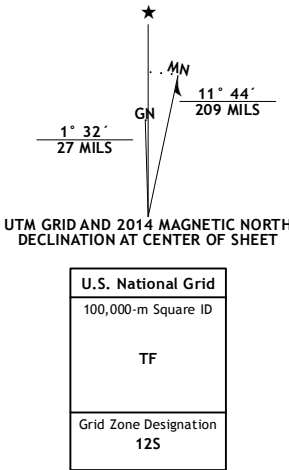 ★
MN
GN
11° 44´
209 MILS
1° 32´
27 MILS
UTM GRID AND 2014 MAGNETIC NORTH
DECLINATION AT CENTER OF SHEET
U.S. National Grid
100,000-m Square ID
TF
Grid Zone Designation
12S